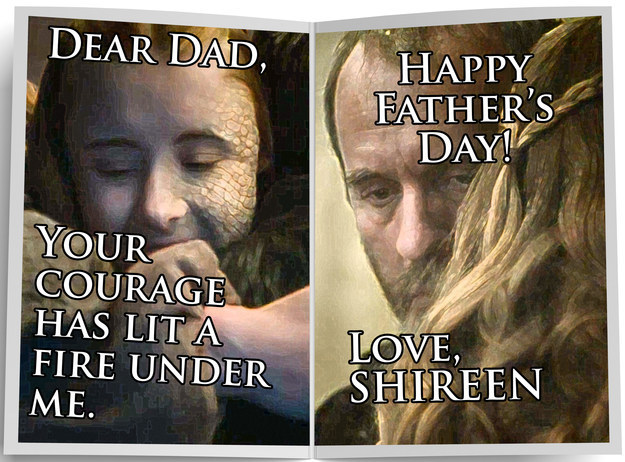 DEAR DAD,
YOUR
COURAGE
HAS LIT A
FIRE UNDER
ME.
HAPPY
FATHER'S
DAY!
LOVE,
SHIREEN